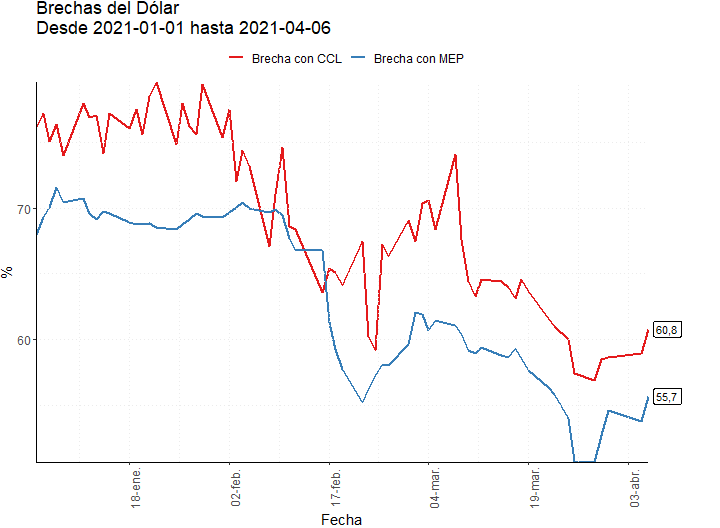 Brechas del Dólar
Desde 2021-01-01 hasta 2021-04-06
Brecha con CCL
Brecha con MEP
70
60
%
60,8
55,7
18-ene.
02-feb.
17-feb.
04-mar.
19-mar.
03-abr.
Fecha